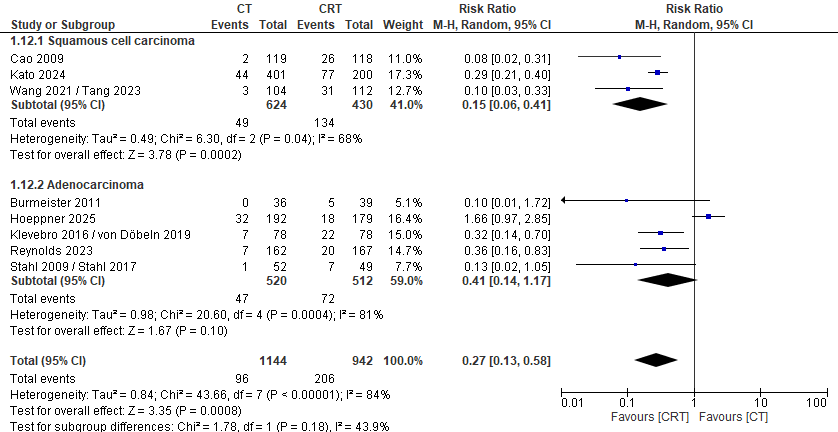 CT CRT Risk Ratio Risk Ratio
Study or Subgroup Events Total Events Total Weight M-H, Random, 95% CI M-H, Random, 95% CI
1.12.1 Squamous cell carcinoma
Cao 2009 2 119 26 118 11.0% 0.08 [0.02, 0.31]
Kato 2024 44 401 77 200 17.3% 0.29 [0.21, 0.40]
Wang 2021 / Tang 2023 3 104 31 112 12.7% 0.10 [0.03, 0.33]
Subtotal (95% CI) 624 430 41.0% 0.15 [0.06, 0.41]
Total events 49 134
Heterogeneity: Tau² = 0.49; Chi² = 6.30, df = 2 (P = 0.04); I² = 68%
Test for overall effect: Z = 3.78 (P = 0.0002)
1.12.2 Adenocarcinoma
Burmeister 2011 0 36 5 39 5.1% 0.10 [0.01, 1.72]
Hoeppner 2025 32 192 18 179 16.4% 1.66 [0.97, 2.85]
Klevebro 2016 / von Döbeln 2019 7 78 22 78 15.1% 0.32 [0.14, 0.70]
Reynolds 2023 7 162 20 167 14.7% 0.36 [0.16, 0.83]
Stahl 2009 / Stahl 2017 1 52 7 49 7.7% 0.13 [0.02, 1.05]
Subtotal (95% CI) 520 512 59.0% 0.41 [0.14, 1.17]
Total events 47 72
Heterogeneity: Tau² = 0.98; Chi² = 20.60, df = 4 (P = 0.0004); I² = 81%
Test for overall effect: Z = 1.67 (P = 0.10)
Total (95% CI) 1144 942 100.0% 0.27 [0.13, 0.58]
Total events 96 206
Heterogeneity: Tau² = 0.84; Chi² = 43.66, df = 7 (P < 0.00001); I² = 84%
Test for overall effect: Z = 3.35 (P = 0.0008)
Test for subgroup differences: Chi² = 1.78, df = 1 (P = 0.18), I² = 43.9%
0.01 0.1 1 10 100
Favours [CRT] Favours [CT]